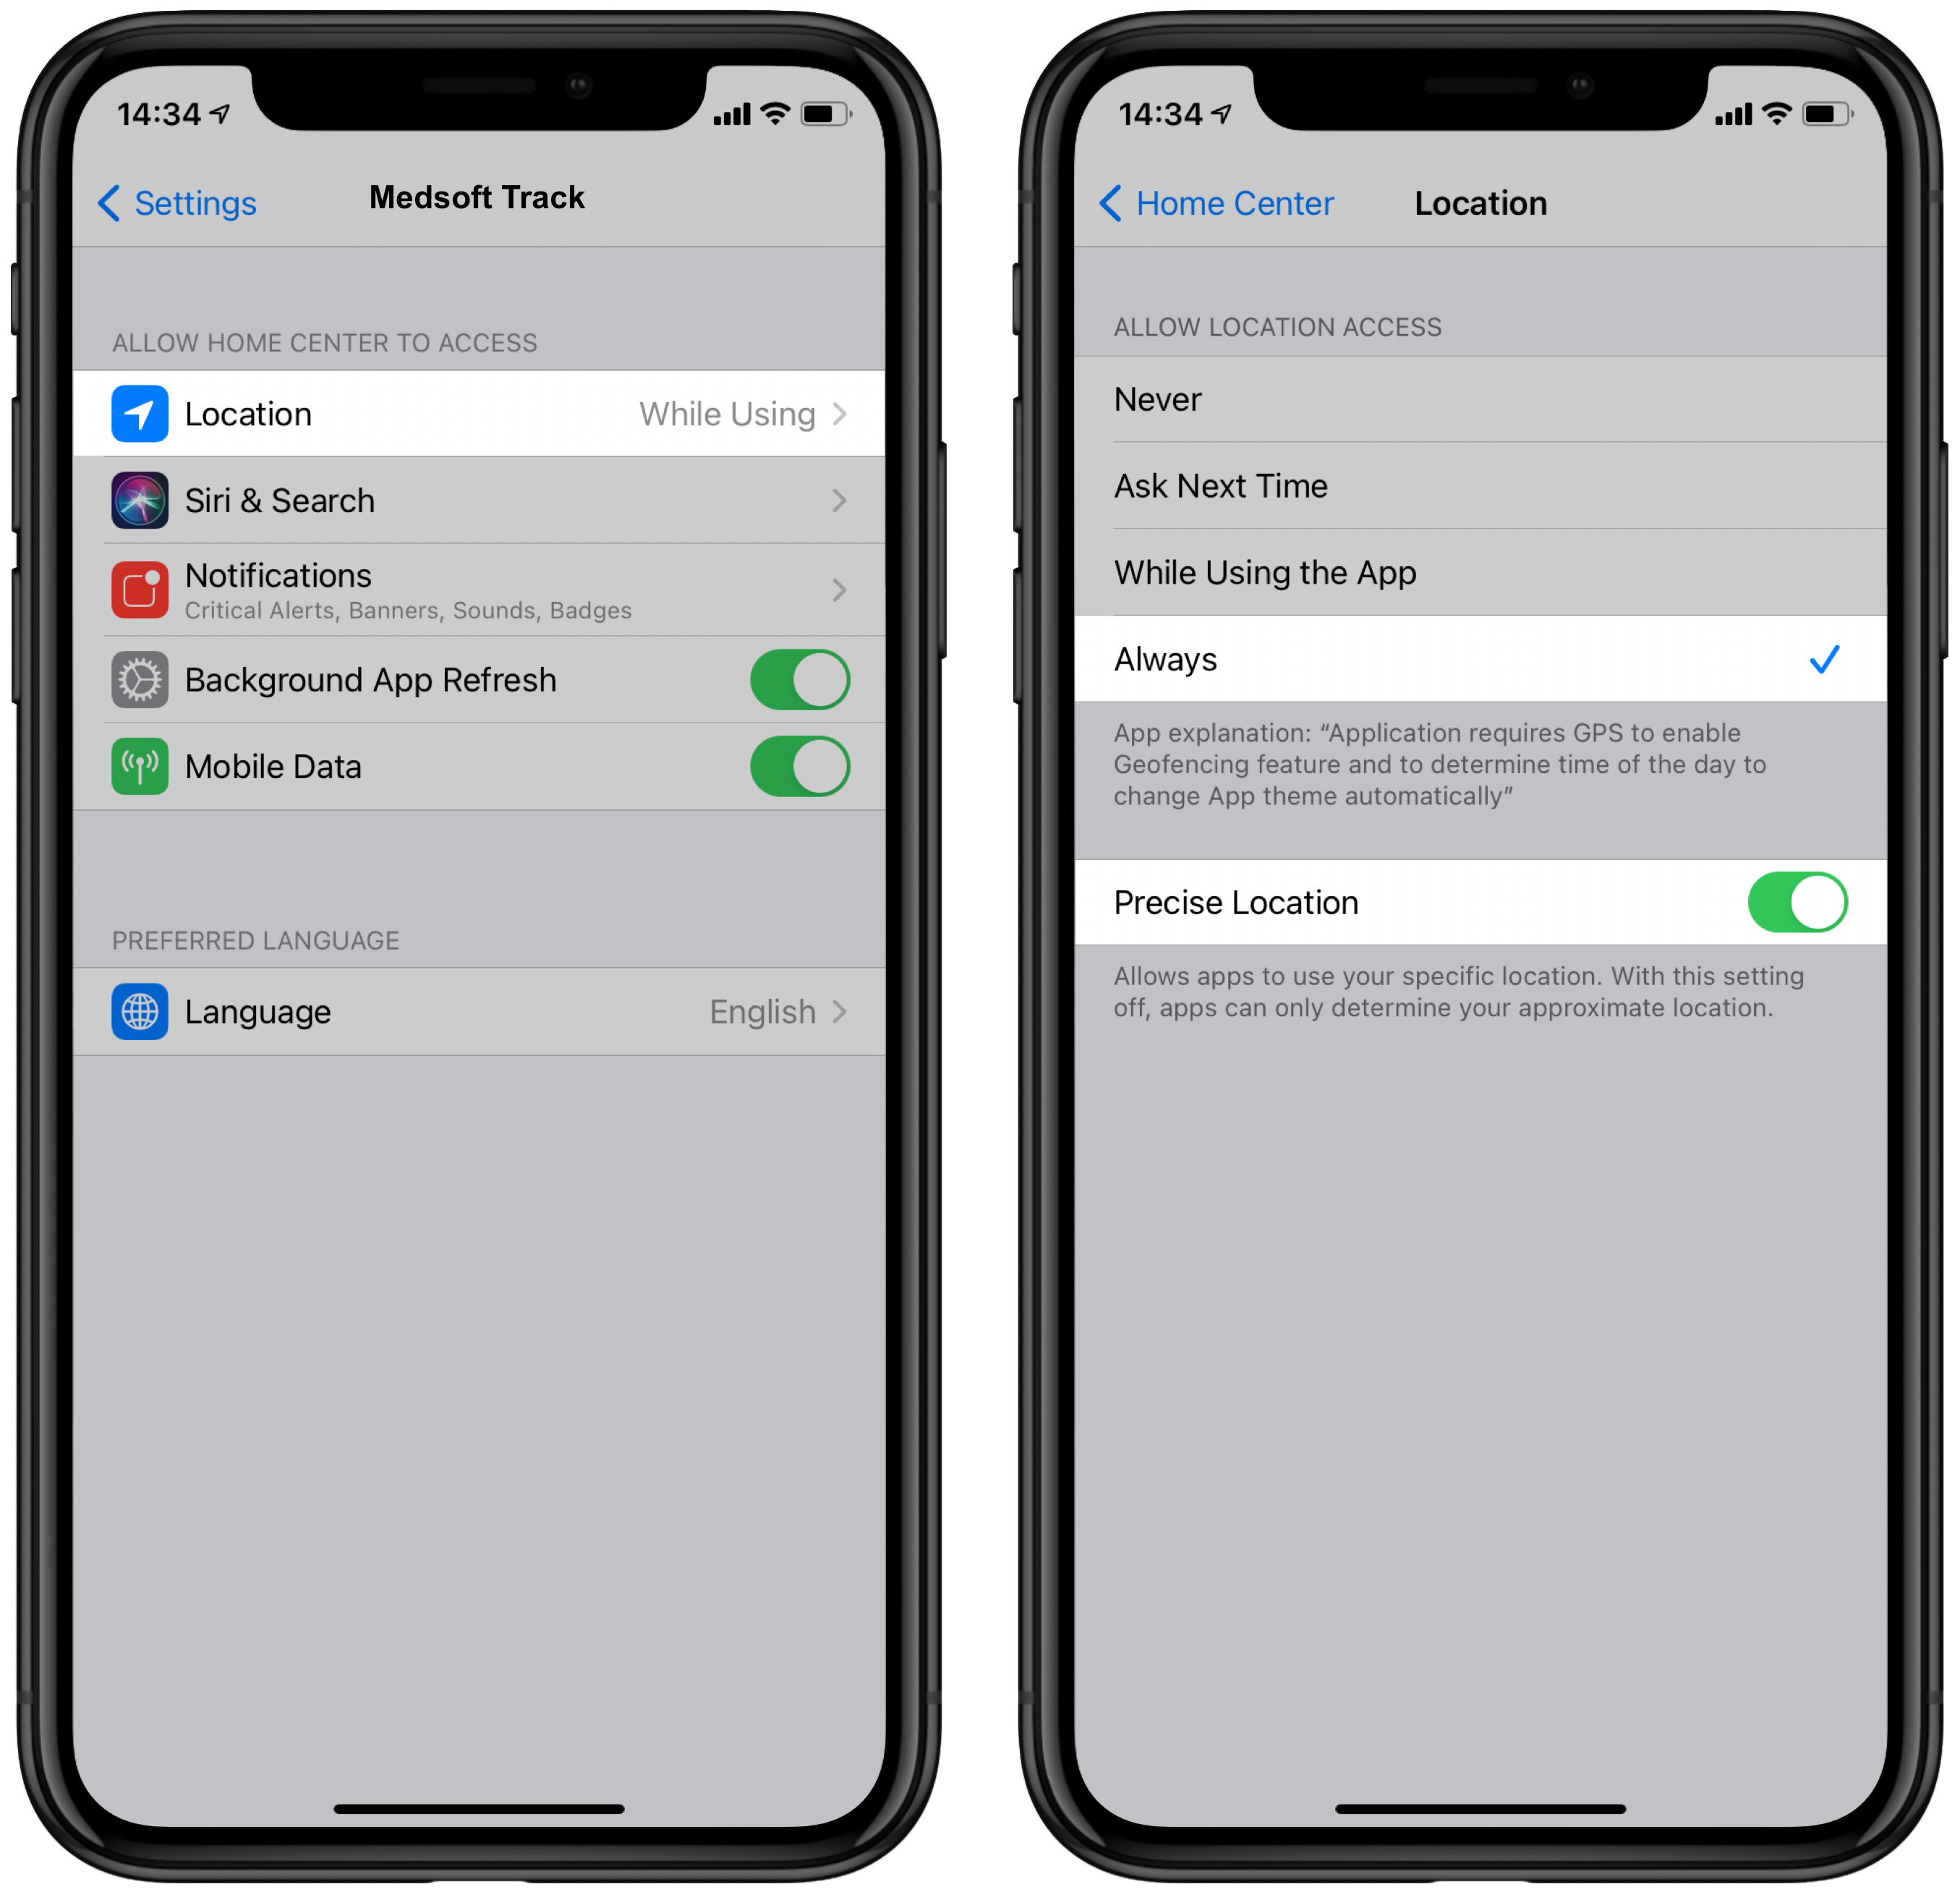 14:34
Settings
Medsoft Track
ALLOW HOME CENTER TO ACCESS
Location While Using
Siri & Search
Notifications
Critical Alerts, Banners, Sounds, Badges
Background App Refresh
Mobile Data
PREFERRED LANGUAGE
Language English
14:34
Home Center Location
ALLOW LOCATION ACCESS
Never
Ask Next Time
While Using the App
Always
App explanation: “Application requires GPS to enable
Geofencing feature and to determine time of the day to
change App theme automatically”
Precise Location
Allows apps to use your specific location. With this setting
off, apps can only determine your approximate location.